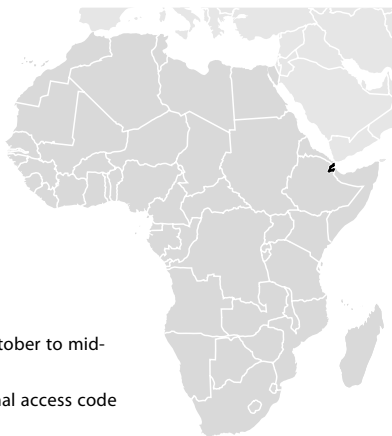 tober to mid-
nal access code